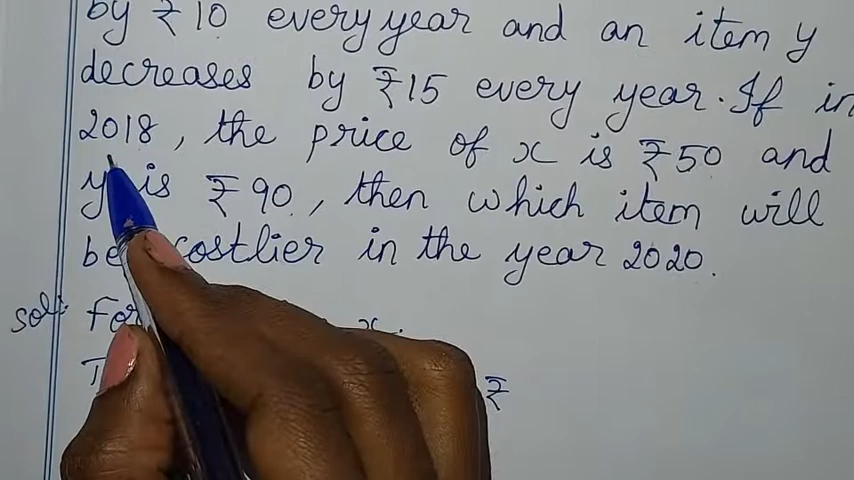 by ₹ 10 every year and an item y
decreases by ₹ 15 every year. If in
2018, the price of x is ₹ 50 and
y is ₹ 90, then which item will
be costlier in the year 2020.
soln: For x.
₹